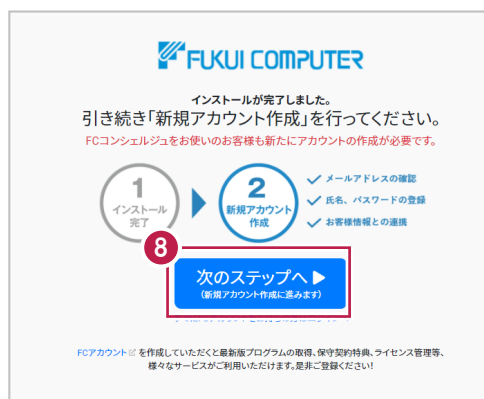 FUKUI COMPUTER
インストールが完了しました。
引き続き「新規アカウント作成」を行ってください。
FCコンシェルジュをお使いのお客様も新たにアカウントの作成が必要です。
1
インストール
完了
2
新規アカウント
作成
メールアドレスの確認
氏名、パスワードの登録
お客様情報との連携
8
次のステップへ ▶
(新規アカウント作成に進みます)
FCアカウント を作成していただくと最新版プログラムの取得、保守契約特典、ライセンス管理等、
様々なサービスがご利用いただけます。是非ご登録ください!